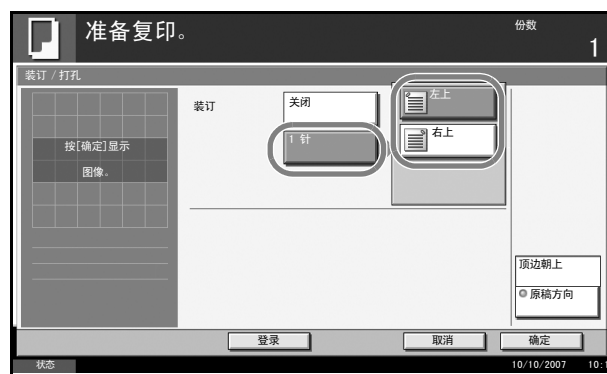 准备复印。
份数
1
装订 / 打孔
按[确定]显示
图像。
装订
关闭
1 针
左上
右上
顶边朝上
原稿方向
登录
取消
确定
状态
10/10/2007 10:1